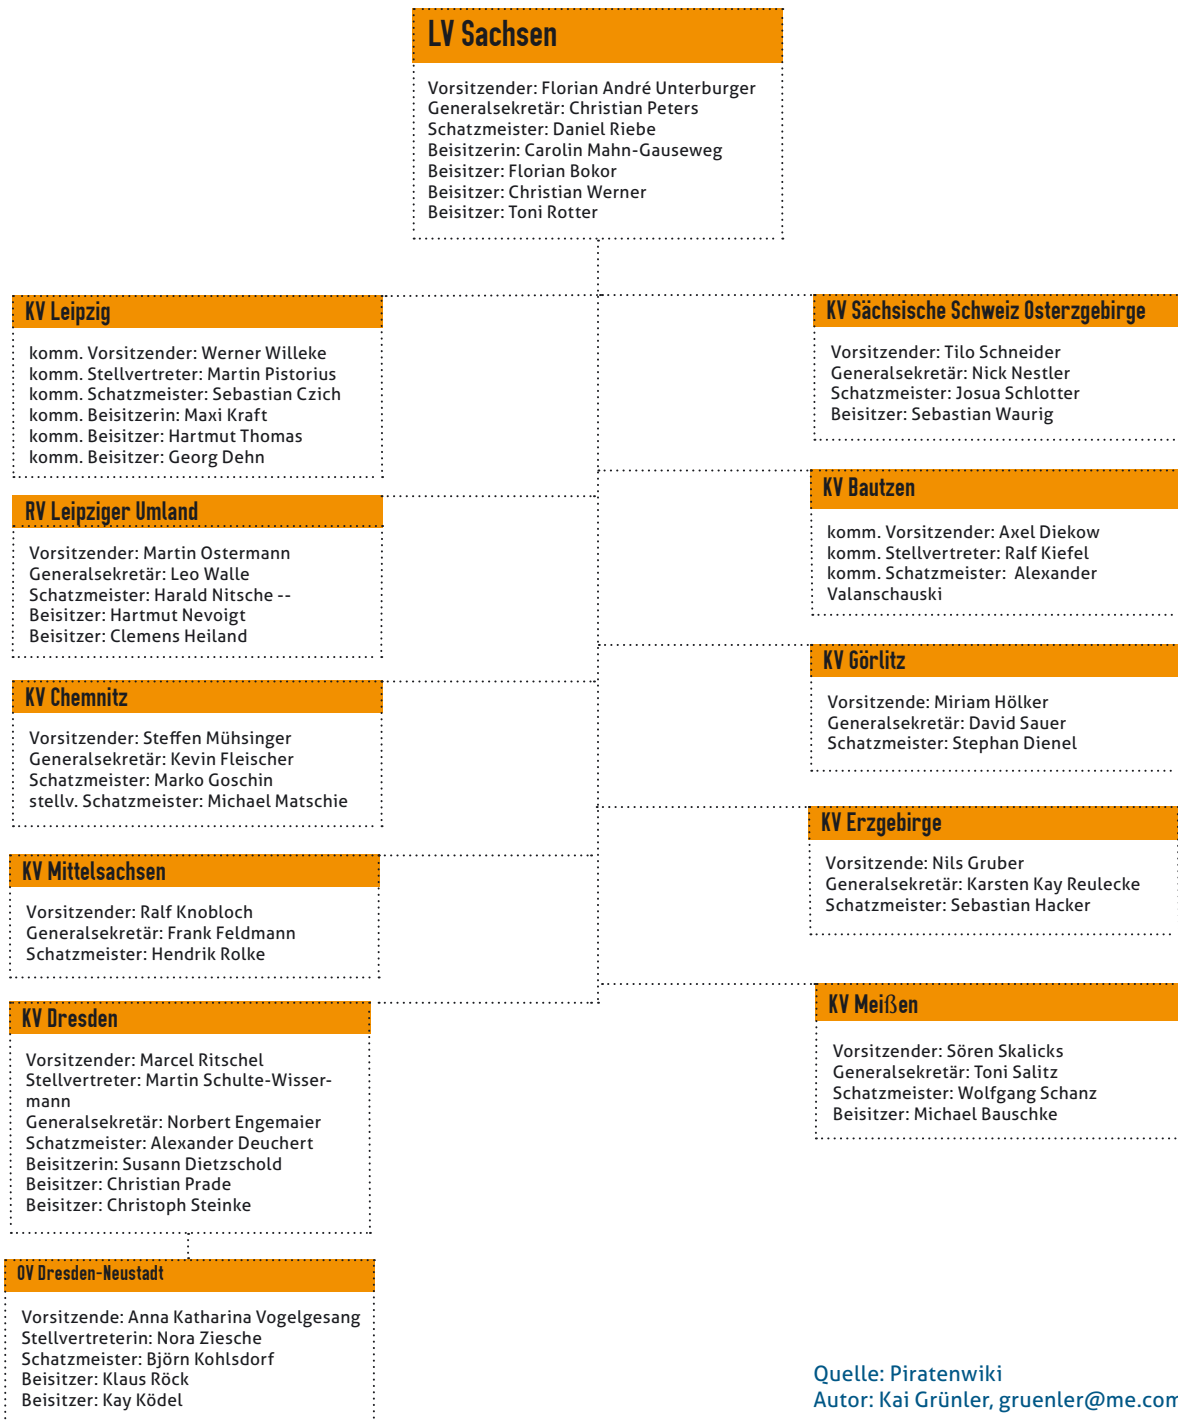 LV Sachsen
Vorsitzender: Florian André Unterburger
Generalsekretär: Christian Peters
Schatzmeister: Daniel Riebe
Beisitzerin: Carolin Mahn-Gauseweg
Beisitzer: Florian Bokor
Beisitzer: Christian Werner
Beisitzer: Toni Rotter
KV Leipzig
komm. Vorsitzender: Werner Willeke
komm. Stellvertreter: Martin Pistorius
komm. Schatzmeister: Sebastian Czich
komm. Beisitzerin: Maxi Kraft
komm. Beisitzer: Hartmut Thomas
komm. Beisitzer: Georg Dehn
RV Leipziger Umland
Vorsitzender: Martin Ostermann
Generalsekretär: Leo Walle
Schatzmeister: Harald Nitsche --
Beisitzer: Hartmut Nevoigt
Beisitzer: Clemens Heiland
KV Chemnitz
Vorsitzender: Steffen Mühsinger
Generalsekretär: Kevin Fleischer
Schatzmeister: Marko Goschin
stellv. Schatzmeister: Michael Matschie
KV Mittelsachsen
Vorsitzender: Ralf Knobloch
Generalsekretär: Frank Feldmann
Schatzmeister: Hendrik Rolke
KV Dresden
Vorsitzender: Marcel Ritschel
Stellvertreter: Martin Schulte-Wisser-
mann
Generalsekretär: Norbert Engemaier
Schatzmeister: Alexander Deuchert
Beisitzerin: Susann Dietzschold
Beisitzer: Christian Prade
Beisitzer: Christoph Steinke
OV Dresden-Neustadt
Vorsitzende: Anna Katharina Vogelgesang
Stellvertreterin: Nora Ziesche
Schatzmeister: Björn Kohlsdorf
Beisitzer: Klaus Röck
Beisitzer: Kay Ködel
KV Sächsische Schweiz Osterzgebirge
Vorsitzender: Tilo Schneider
Generalsekretär: Nick Nestler
Schatzmeister: Josua Schlotter
Beisitzer: Sebastian Waurig
KV Bautzen
komm. Vorsitzender: Axel Diekow
komm. Stellvertreter: Ralf Kiefel
komm. Schatzmeister:  Alexander
Valanschauski
KV Görlitz
Vorsitzende: Miriam Hölker
Generalsekretär: David Sauer
Schatzmeister: Stephan Dienel
KV Erzgebirge
Vorsitzende: Nils Gruber
Generalsekretär: Karsten Kay Reulecke
Schatzmeister: Sebastian Hacker
KV Meißen
Vorsitzender: Sören Skalicks
Generalsekretär: Toni Salitz
Schatzmeister: Wolfgang Schanz
Beisitzer: Michael Bauschke
Quelle: Piratenwiki
Autor: Kai Grünler, gruenler@me.com